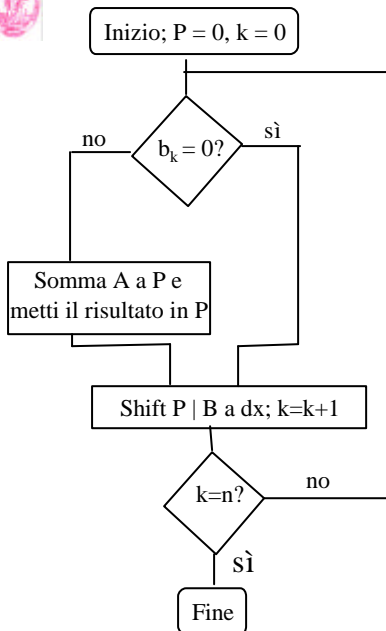 Inizio; P = 0, k = 0
no
sì
b_k = 0?
Somma A a P e
metti il risultato in P
Shift P | B a dx; k=k+1
k=n?
no
sì
Fine